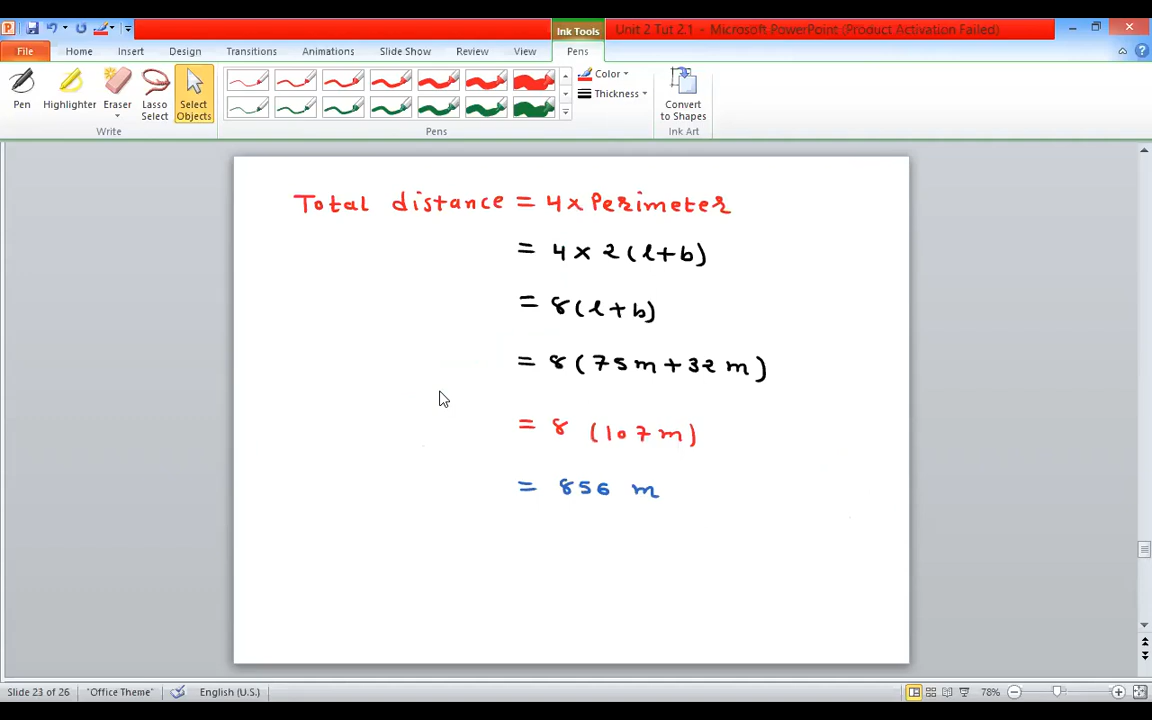 Ink Tools
Unit 2 Tut 2.1 - Microsoft PowerPoint (Product Activation Failed)
File Home Insert Design Transitions Animations Slide Show Review View Pens
Pen Highlighter Eraser Lasso Select Select Objects
Color
Thickness
Convert to Shapes
Write Pens Ink Art
Total distance = 4 x Perimeter
= 4 x 2 (l+b)
= 8 (l+b)
= 8 (75 m + 32 m)
= 8 (107 m)
= 856 m
Slide 23 of 26 "Office Theme" English (U.S.) 78%